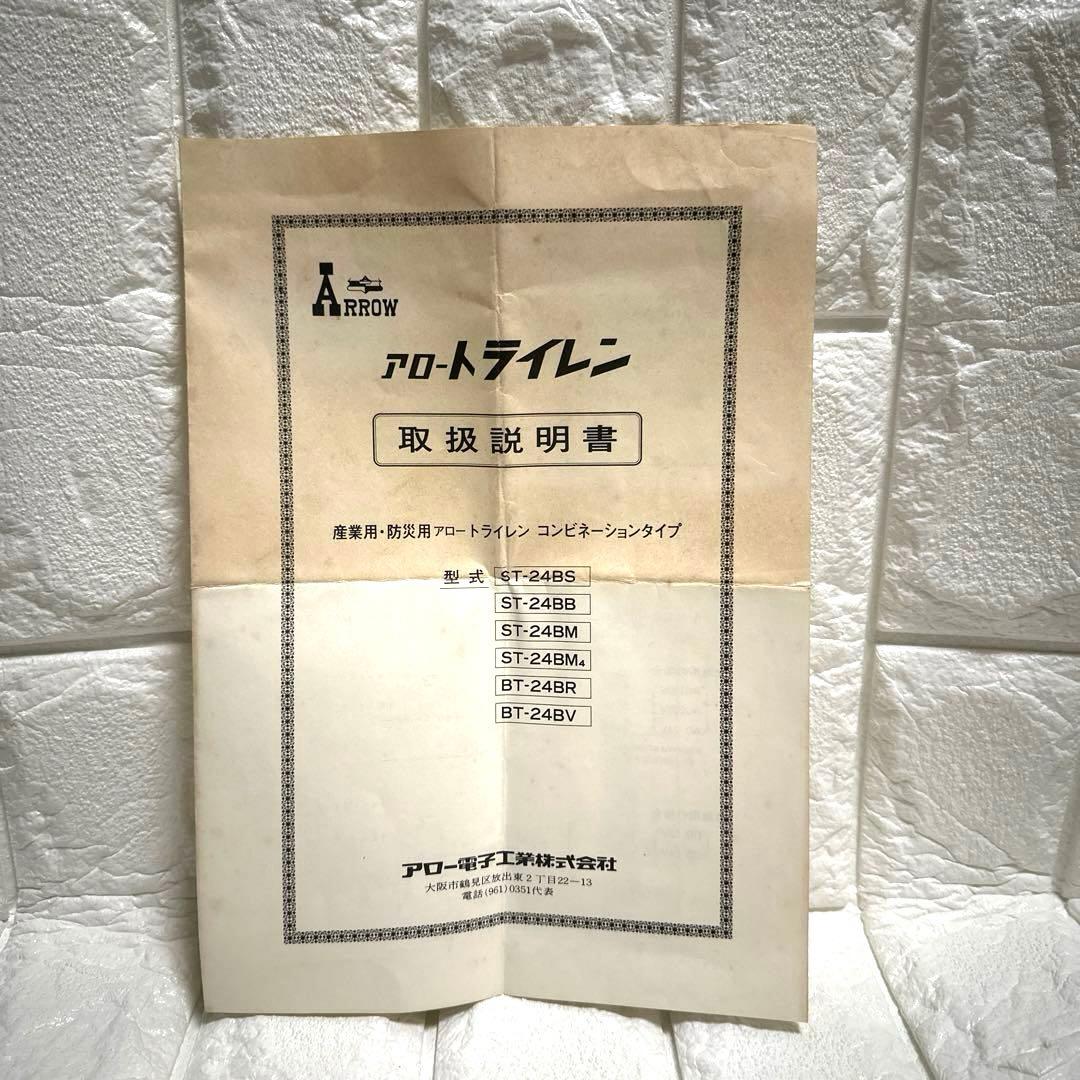 ARROW
アロートライレン
取扱説明書
産業用・防災用アロートライレン コンビネーションタイプ
型式 ST-24BS
ST-24BB
ST-24BM
ST-24BM₄
BT-24BR
BT-24BV
アロー電子工業株式会社
大阪市鶴見区放出東2丁目22―13
電話(961)0351代表